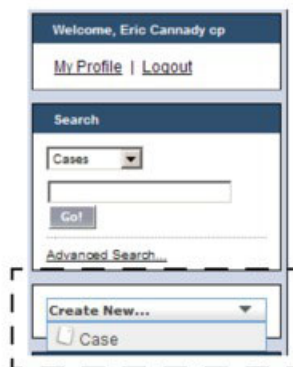 Welcome, Eric Cannady cp
My Profile | Logout
Search
Cases
Go!
Advanced Search...
Create New...
Case